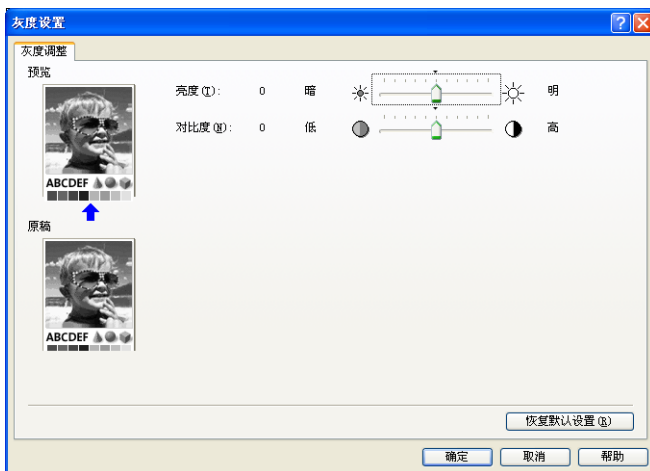 灰度设置
灰度调整
预览
亮度(T): 0 暗 明
对比度(N): 0 低 高
ABCDEF
原稿
ABCDEF
恢复默认设置(R)
确定 取消 帮助